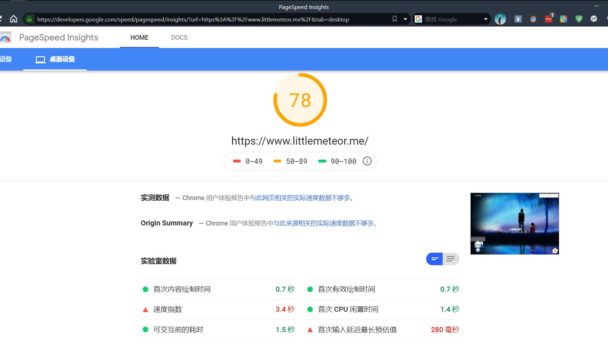 PageSpeed Insights
https://developers.google.com/speed/pagespeed/insights/?url=https%3A%2F%2Fwww.littlemeteor.me%2F&tab=desktop
查找 Google
PageSpeed Insights HOME DOCS
设备 桌面设备
78
https://www.littlemeteor.me/
0–49 50–89 90–100
实测数据 — Chrome 用户体验报告中与此网页相关的实际速度数据不够多。
Origin Summary — Chrome 用户体验报告中与此来源相关的实际速度数据不够多。
实验室数据
首次内容绘制时间 0.7 秒 首次有效绘制时间 0.7 秒
速度指数 3.4 秒 首次 CPU 闲置时间 1.4 秒
可交互前的耗时 1.5 秒 首次输入延迟最长预估值 280 毫秒